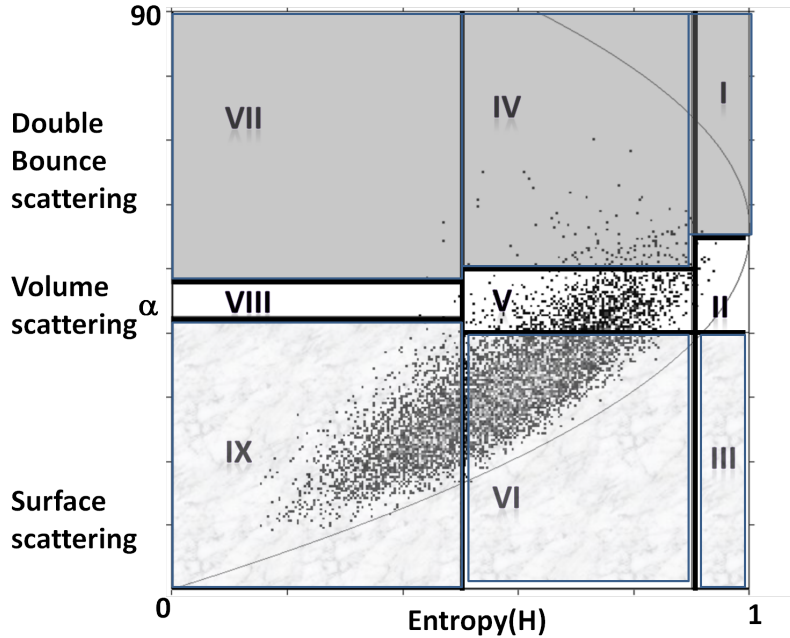 90
Double
Bounce
scattering
VII
IV
I
Volume
scattering
α
VIII
V
II
IX
VI
III
Surface
scattering
0
Entropy(H)
1